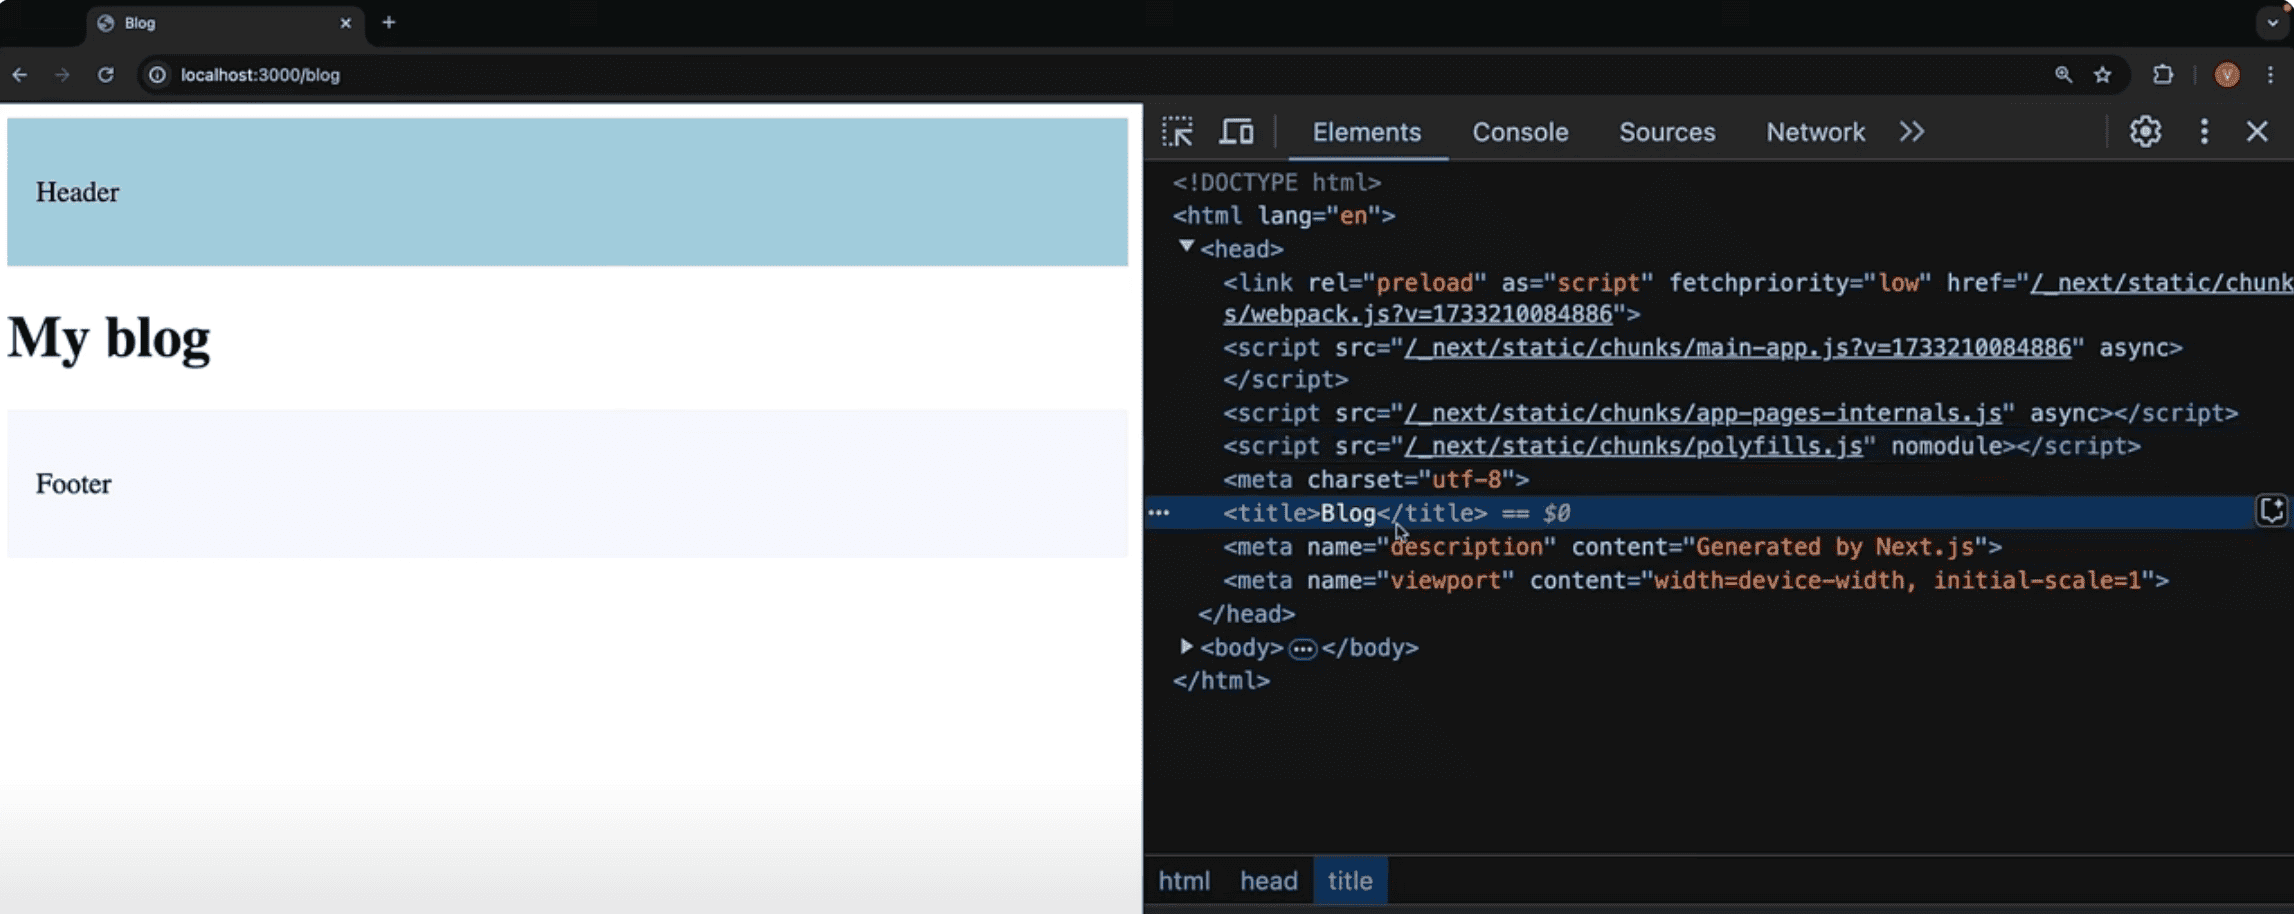 Blog
localhost:3000/blog
V
Header
My blog
Footer
Elements Console Sources Network
<!DOCTYPE html>
<html lang="en">
<head>
<link rel="preload" as="script" fetchpriority="low" href="/_next/static/chunk
s/webpack.js?v=1733210084886">
<script src="/_next/static/chunks/main-app.js?v=1733210084886" async>
</script>
<script src="/_next/static/chunks/app-pages-internals.js" async></script>
<script src="/_next/static/chunks/polyfills.js" nomodule></script>
<meta charset="utf-8">
<title>Blog</title> == $0
<meta name="description" content="Generated by Next.js">
<meta name="viewport" content="width=device-width, initial-scale=1">
</head>
<body>…</body>
</html>
html head title